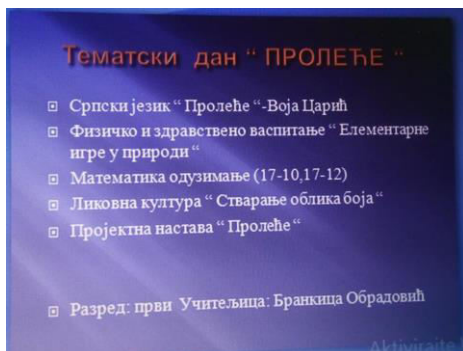 Тематски дан “ ПРОЛЕЋЕ “
Српски језик “ Пролеће “-Воја Царић
Физичко и здравствено васпитање “ Елементарне
игре у природи “
Математика одузимање (17-10,17-12)
Ликовна култура “ Стварање облика боја“
Пројектна настава “ Пролеће“
Разред: први Учитељица: Бранкица Обрадовић
Aktivirajte